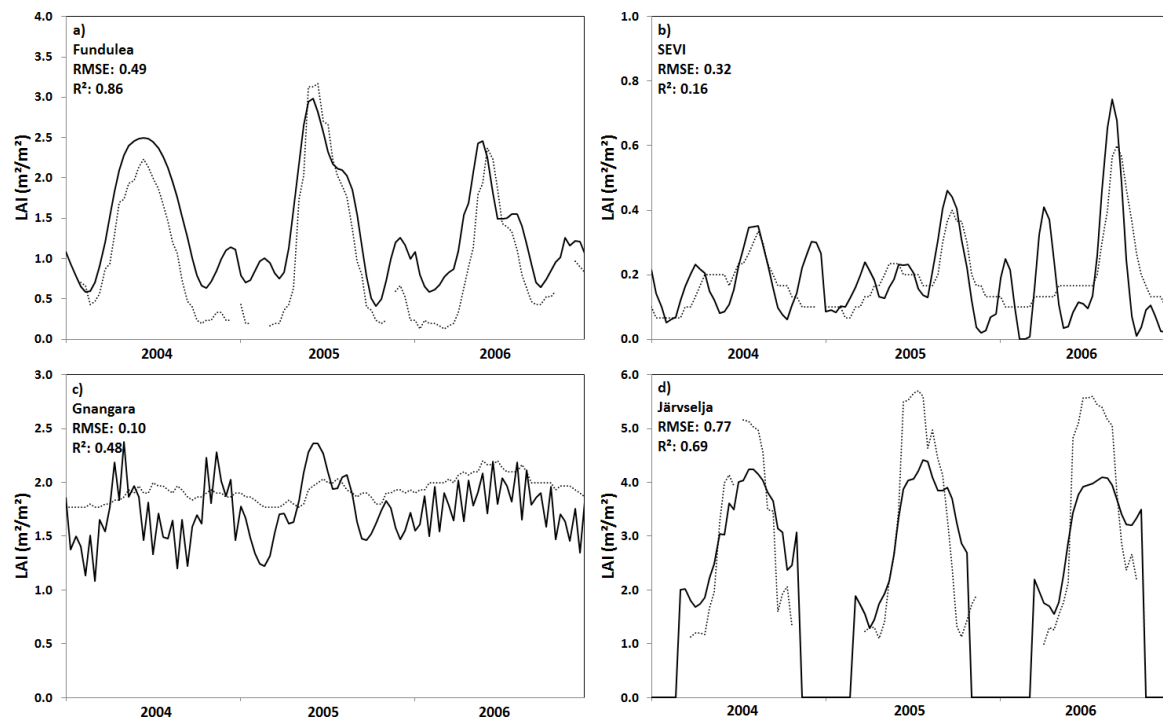 a)
Fundulea
RMSE: 0.49
R²: 0.86
LAI (m²/m²)
4.0
3.5
3.0
2.5
2.0
1.5
1.0
0.5
0.0
2004 2005 2006
b)
SEVI
RMSE: 0.32
R²: 0.16
LAI (m²/m²)
1.0
0.8
0.6
0.4
0.2
0.0
2004 2005 2006
c)
Gnangara
RMSE: 0.10
R²: 0.48
LAI (m²/m²)
3.0
2.5
2.0
1.5
1.0
0.5
0.0
2004 2005 2006
d)
Järvselja
RMSE: 0.77
R²: 0.69
LAI (m²/m²)
6.0
5.0
4.0
3.0
2.0
1.0
0.0
2004 2005 2006